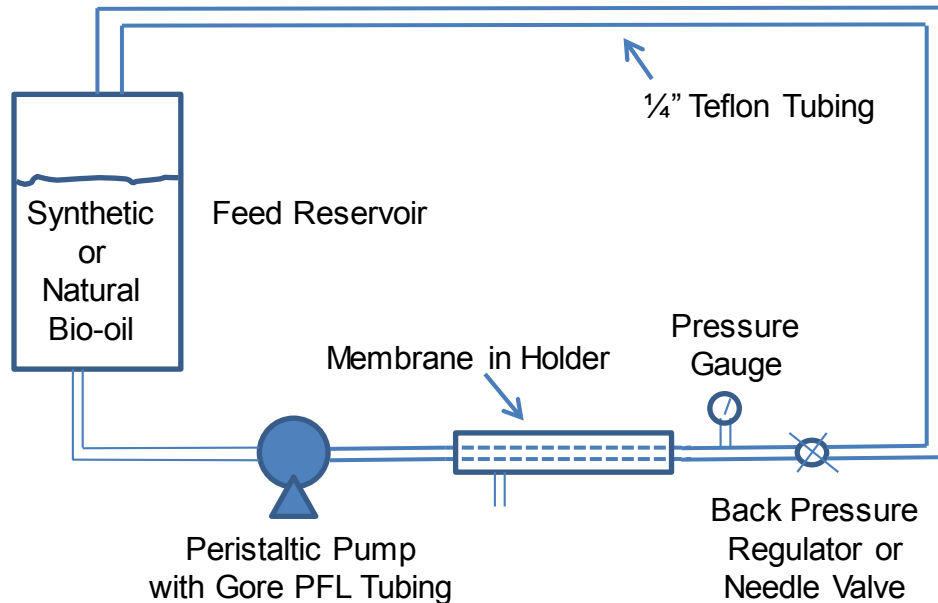 ¼” Teflon Tubing
Synthetic
or
Natural
Bio-oil
Feed Reservoir
Pressure
Gauge
Membrane in Holder
Peristaltic Pump
with Gore PFL Tubing
Back Pressure
Regulator or
Needle Valve